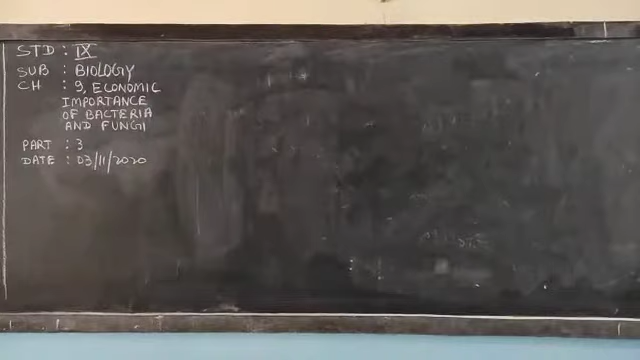 STD : IX
SUB : BIOLOGY
CH : 9, ECONOMIC
IMPORTANCE
OF BACTERIA
AND FUNGI
PART : 3
DATE : 03/11/2020